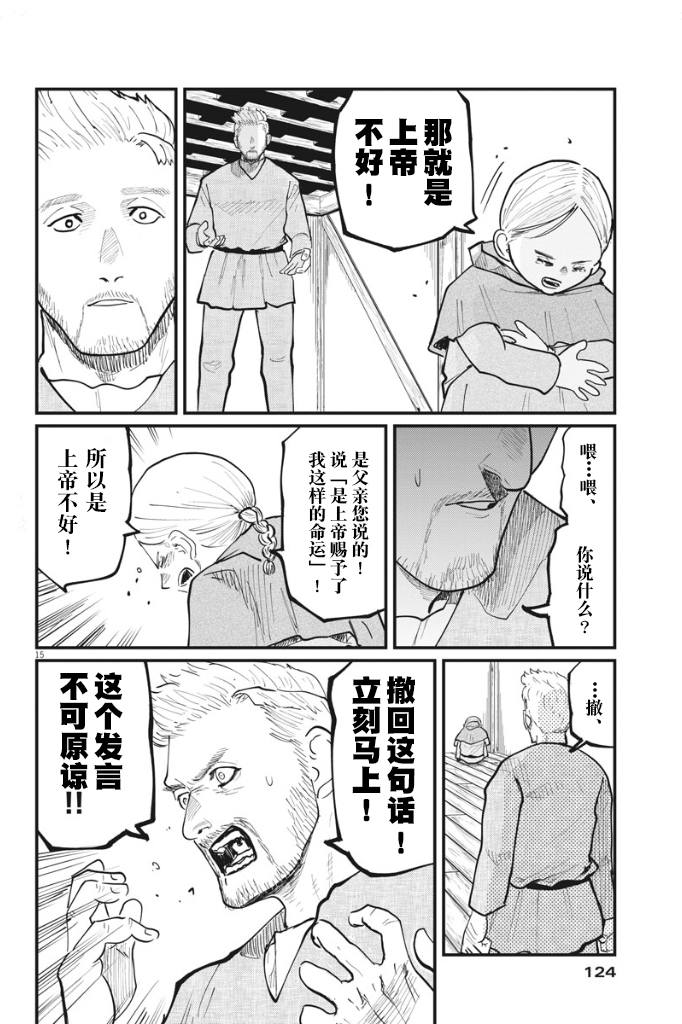 那就是
上帝
不好！
喂…喂、
你说什么？
是父亲您说的！
说「是上帝赐予了
我这样的命运」！
所以是
上帝不好！
…撤、
撤回这句话！
立刻马上！
这个发言
不可原谅!!
15
124